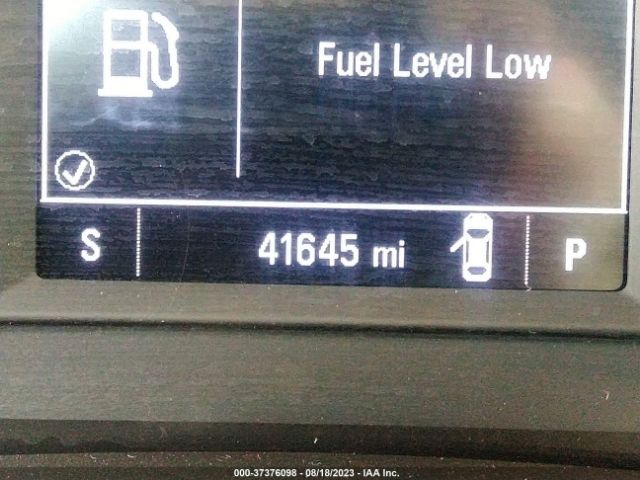 Fuel Level Low
S 41645 mi P
000-37376098 - 08/18/2023 - IAA Inc.